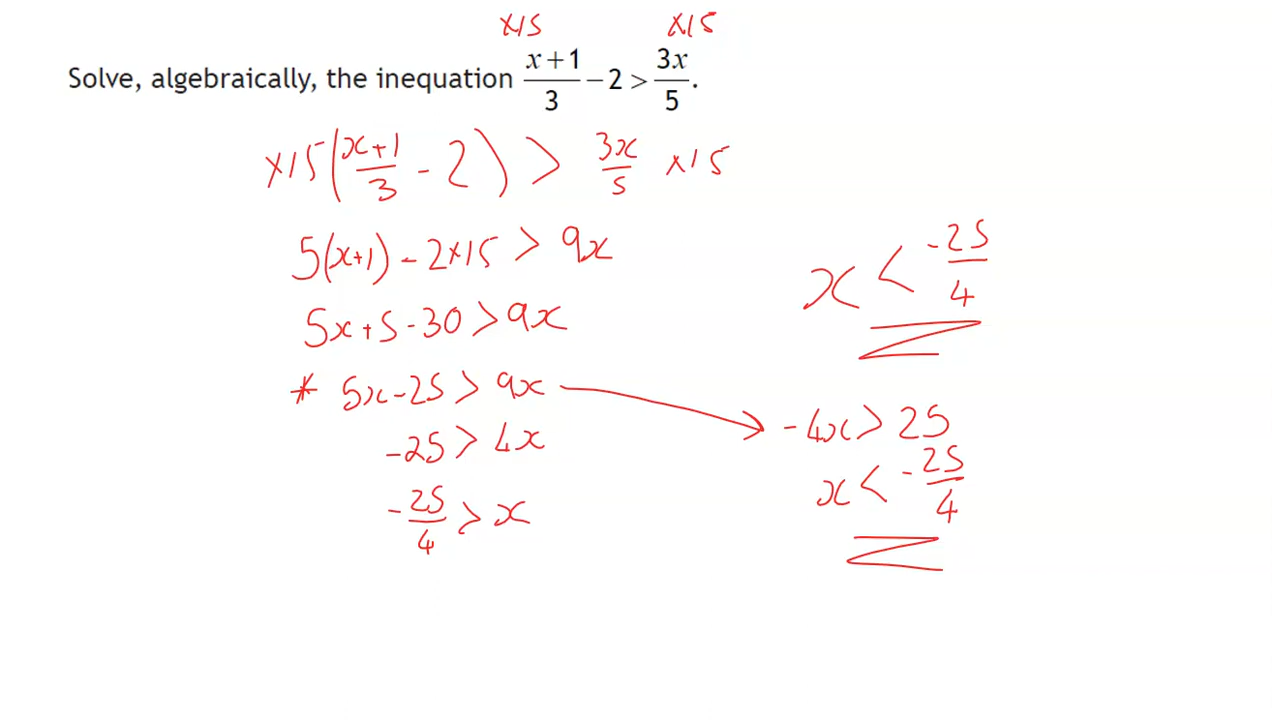 ×15 ×15
Solve, algebraically, the inequation (x+1)/3 − 2 > 3x/5.
×15((x+1)/3 - 2) > 3x/5 ×15
5(x+1) - 2×15 > 9x
5x+5-30 > 9x
* 5x-25 > 9x
-25 > 4x
-25/4 > x
x < -25/4
-4x > 25
x < -25/4